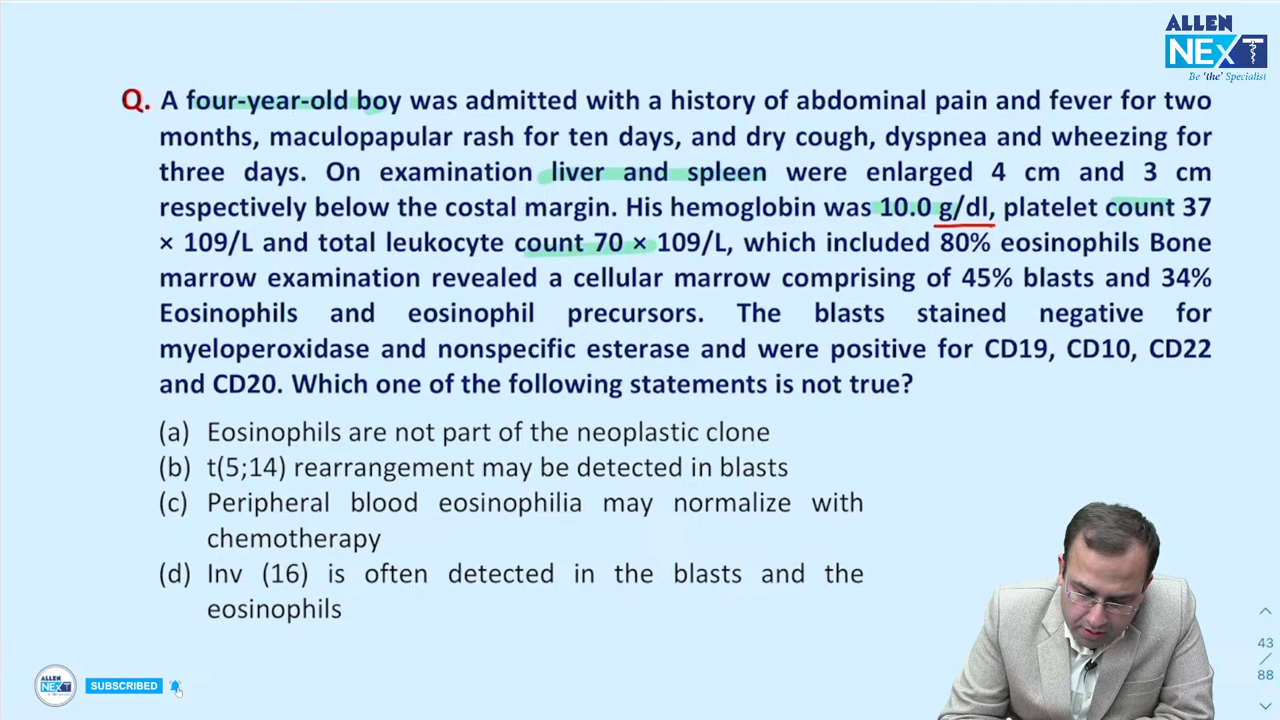 ALLEN
NEXT
Be 'the' Specialist
Q. A four-year-old boy was admitted with a history of abdominal pain and fever for two
months, maculopapular rash for ten days, and dry cough, dyspnea and wheezing for
three days. On examination liver and spleen were enlarged 4 cm and 3 cm
respectively below the costal margin. His hemoglobin was 10.0 g/dl, platelet count 37
× 109/L and total leukocyte count 70 × 109/L, which included 80% eosinophils Bone
marrow examination revealed a cellular marrow comprising of 45% blasts and 34%
Eosinophils and eosinophil precursors. The blasts stained negative for
myeloperoxidase and nonspecific esterase and were positive for CD19, CD10, CD22
and CD20. Which one of the following statements is not true?
(a) Eosinophils are not part of the neoplastic clone
(b) t(5;14) rearrangement may be detected in blasts
(c) Peripheral blood eosinophilia may normalize with
chemotherapy
(d) Inv (16) is often detected in the blasts and the
eosinophils
43
/
88
ALLEN
NEXT
SUBSCRIBED